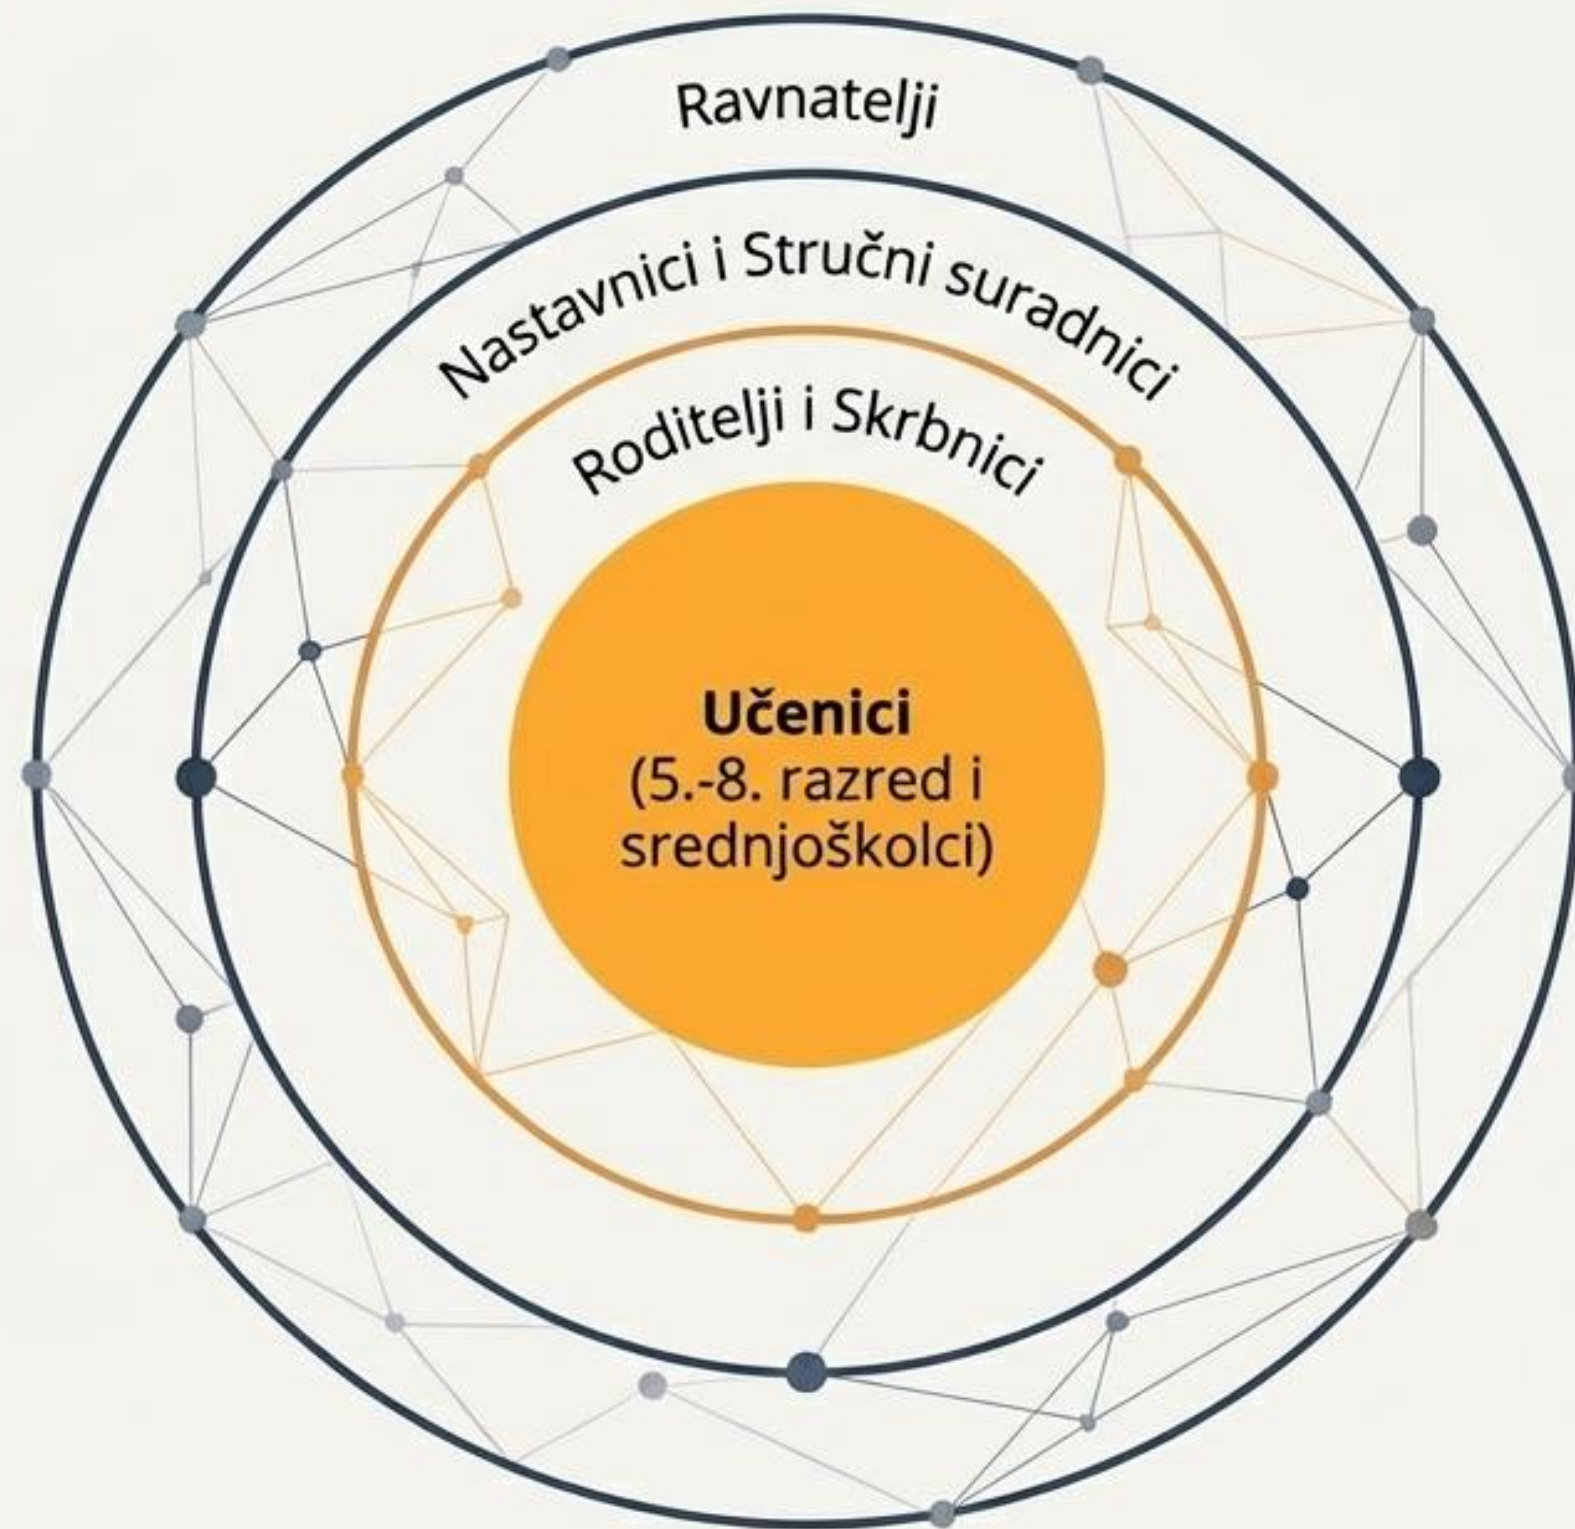 Ravnatelji
Nastavnici i Stručni suradnici
Roditelji i Skrbnici
Učenici
(5.-8. razred i
srednjoškolci)